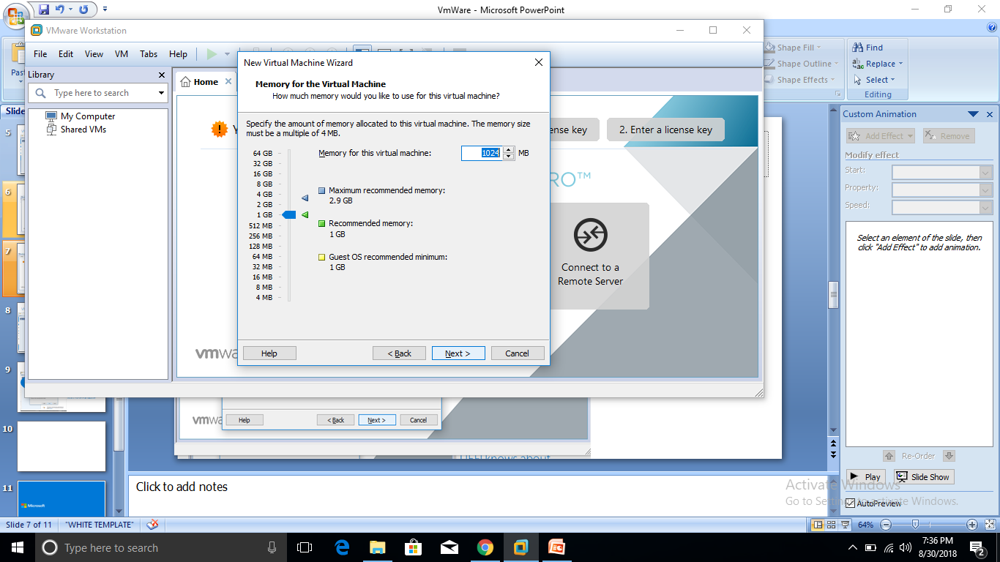 VmWare - Microsoft PowerPoint
VMware Workstation
File Edit View VM Tabs Help
Shape Fill
Shape Outline
Shape Effects
Find
Replace
Select
Editing
Library
Type here to search
My Computer
Shared VMs
Home
New Virtual Machine Wizard
Memory for the Virtual Machine
How much memory would you like to use for this virtual machine?
Specify the amount of memory allocated to this virtual machine. The memory size
must be a multiple of 4 MB.
Memory for this virtual machine: 1024 MB
64 GB
32 GB
16 GB
8 GB
4 GB
2 GB
1 GB
512 MB
256 MB
128 MB
64 MB
32 MB
16 MB
8 MB
4 MB
Maximum recommended memory:
2.9 GB
Recommended memory:
1 GB
Guest OS recommended minimum:
1 GB
Help < Back Next > Cancel
2. Enter a license key
key
RO™
Connect to a
Remote Server
vmwa
Help < Back Next > Cancel
vmwa
Slide
5
6
7
8
9
10
11
Microsoft
Click to add notes
Custom Animation
Add Effect
Remove
Modify effect
Start:
Property:
Speed:
Select an element of the slide, then
click "Add Effect" to add animation.
Re-Order
Play
Slide Show
AutoPreview
Activate Windows
Go to Settings to activate Windows.
Slide 7 of 11
"WHITE TEMPLATE"
64%
Type here to search
7:36 PM
8/30/2018
2